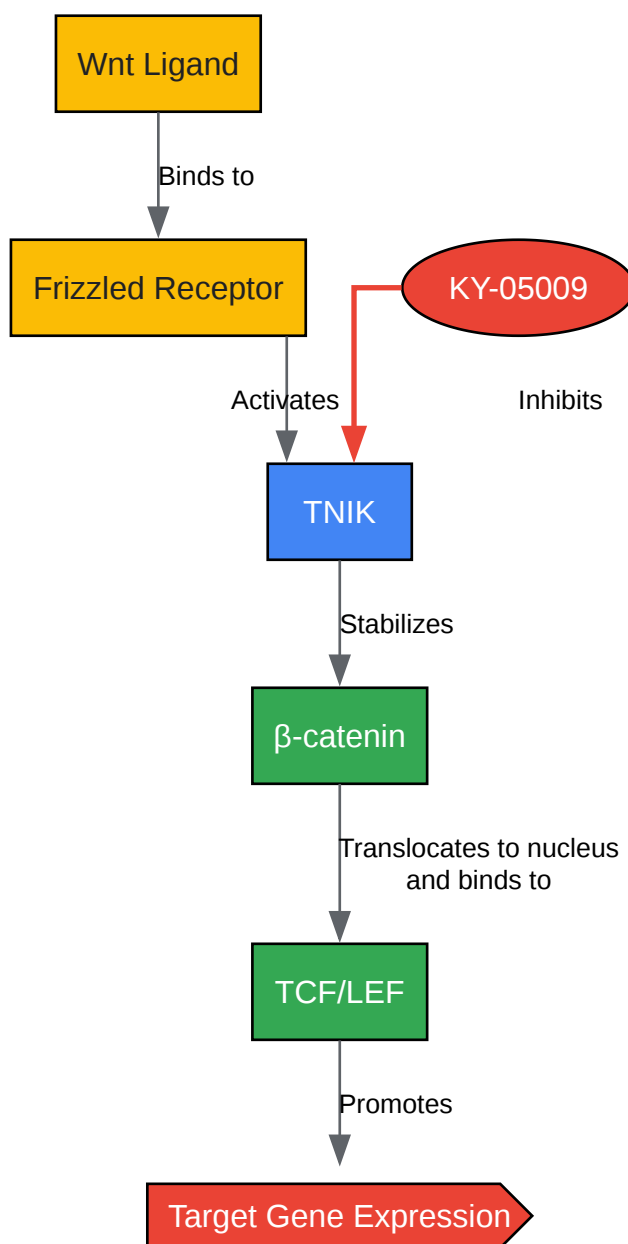 Wnt Ligand
Binds to
Frizzled Receptor
KY-05009
Activates
Inhibits
TNIK
Stabilizes
β-catenin
Translocates to nucleus
and binds to
TCF/LEF
Promotes
Target Gene Expression